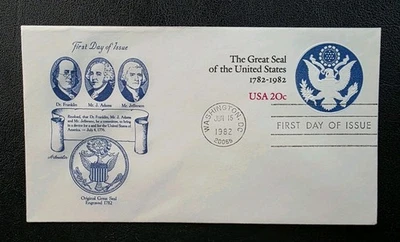 First Day of Issue
Dr. Franklin Mr. J. Adams Mr. Jefferson
Resolved, that Dr. Franklin, Mr. J. Adams
and Mr. Jefferson, be a committee, to bring
in a device for a seal for the United States
of America. — July 4, 1776
Artmaster
Original Great Seal
Engraved 1782
The Great Seal
of the United States
1782-1982
USA 20c
WASHINGTON, DC
JUN 15
1982
20066
FIRST DAY OF ISSUE